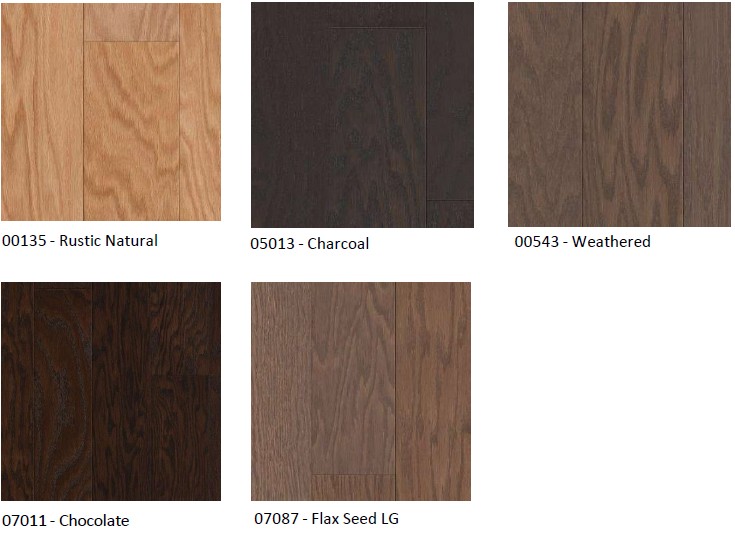 00135 - Rustic Natural
05013 - Charcoal
00543 - Weathered
07011 - Chocolate
07087 - Flax Seed LG